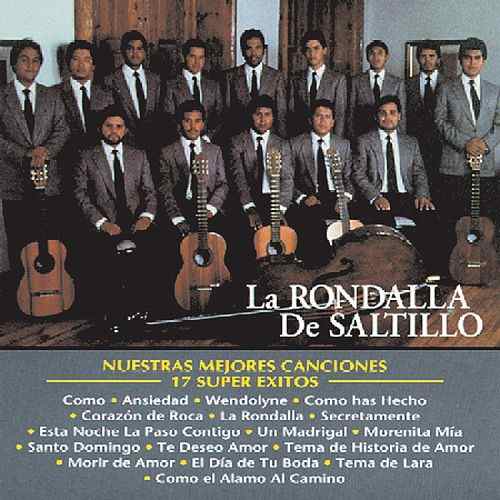 La RONDALLA
De SALTILLO
NUESTRAS MEJORES CANCIONES
17 SUPER EXITOS
Como • Ansiedad • Wendolyne • Como has Hecho
• Corazón de Roca • La Rondalla • Secretamente
• Esta Noche La Paso Contigo • Un Madrigal • Morenita Mía
• Santo Domingo • Te Deseo Amor • Tema de Historia de Amor
• Morir de Amor • El Día de Tu Boda • Tema de Lara
• Como el Alamo Al Camino